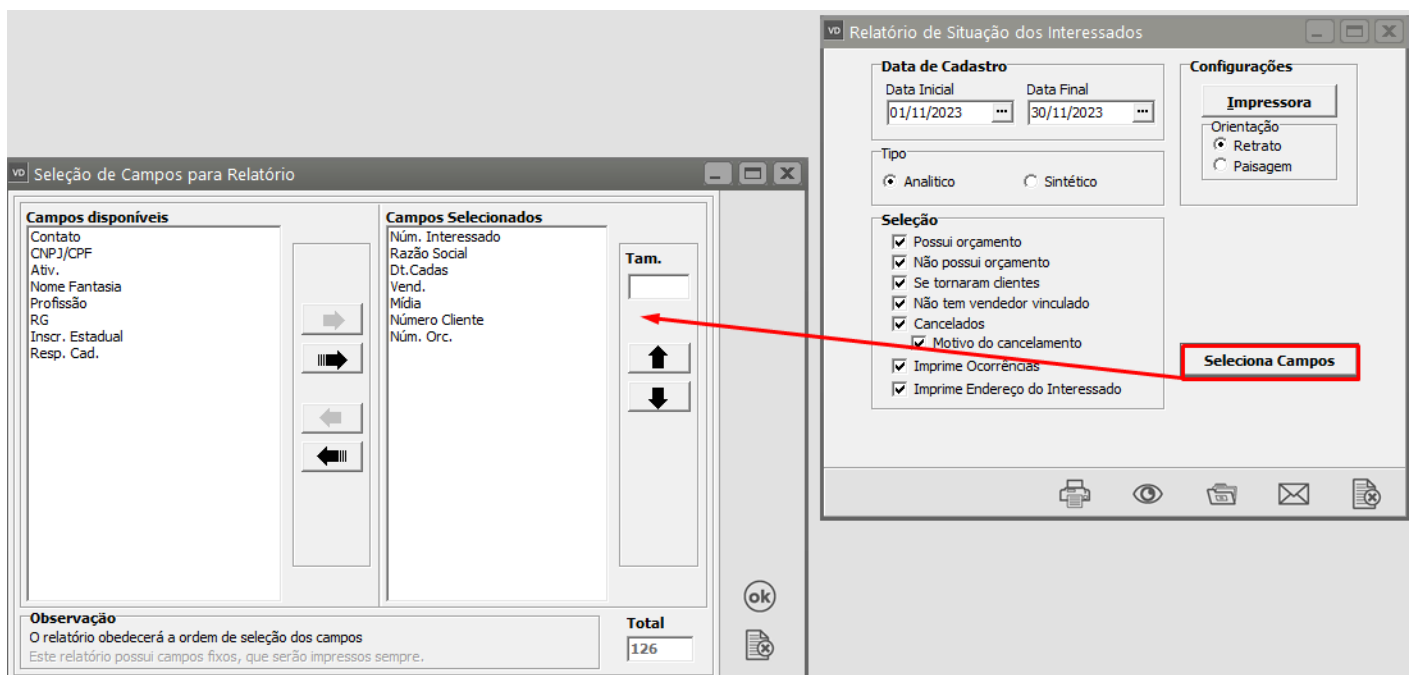 VD Relatório de Situação dos Interessados
Data de Cadastro
Data Inicial
Data Final
01/11/2023 ...
30/11/2023 ...
Tipo
Analitico
Sintético
Seleção
Possui orçamento
Não possui orçamento
Se tornaram clientes
Não tem vendedor vinculado
Cancelados
Motivo do cancelamento
Imprime Ocorrências
Imprime Endereço do Interessado
Configurações
Impressora
Orientação
Retrato
Paisagem
Seleciona Campos
VD Seleção de Campos para Relatório
Campos disponíveis
Contato
CNPJ/CPF
Ativ.
Nome Fantasia
Profissão
RG
Inscr. Estadual
Resp. Cad.
Campos Selecionados
Núm. Interessado
Razão Social
Dt.Cadas
Vend.
Mídia
Número Cliente
Núm. Orc.
Tam.
Observação
O relatório obedecerá a ordem de seleção dos campos
Este relatório possui campos fixos, que serão impressos sempre.
Total
126
ok